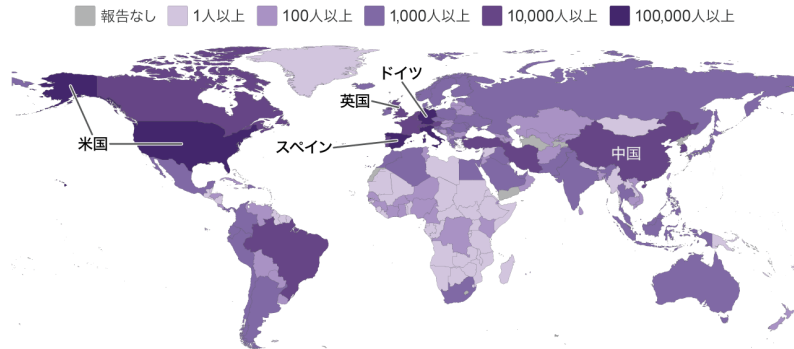 報告なし 1人以上 100人以上 1,000人以上 10,000人以上 100,000人以上
ドイツ
英国
米国
スペイン
中国